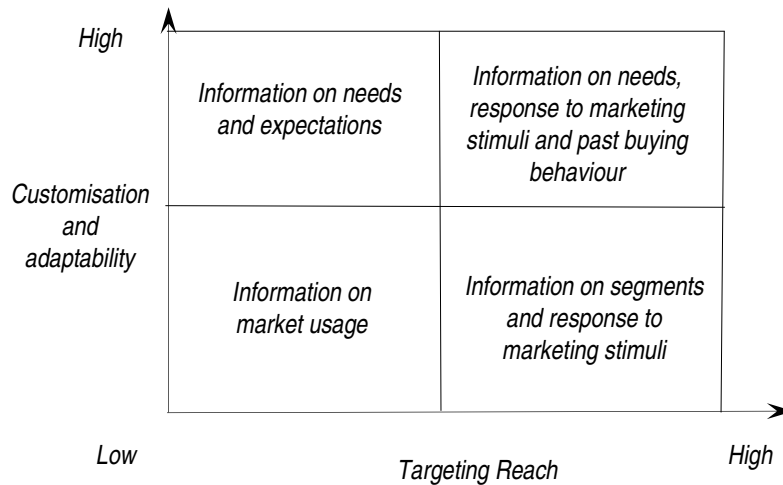 High
Information on needs
and expectations
Information on needs,
response to marketing
stimuli and past buying
behaviour
Customisation
and
adaptability
Information on
market usage
Information on segments
and response to
marketing stimuli
Low
Targeting Reach
High